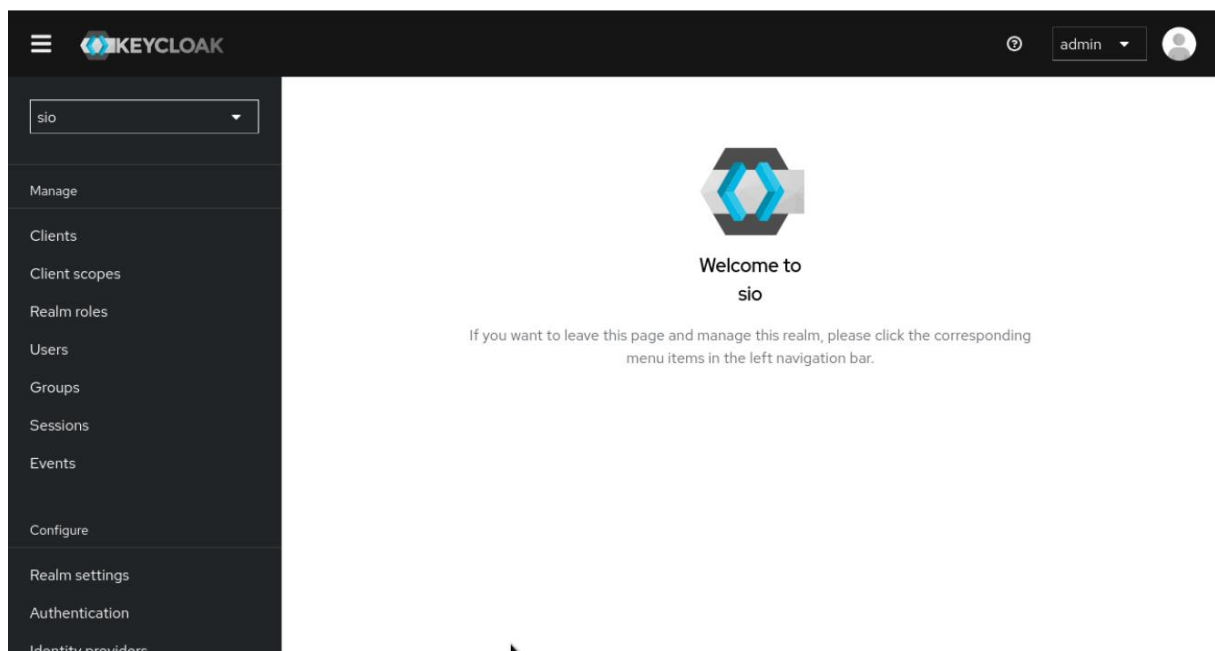 KEYCLOAK
admin
sio
Manage
Clients
Client scopes
Realm roles
Users
Groups
Sessions
Events
Configure
Realm settings
Authentication
Identity providers
Welcome to
sio
If you want to leave this page and manage this realm, please click the corresponding
menu items in the left navigation bar.